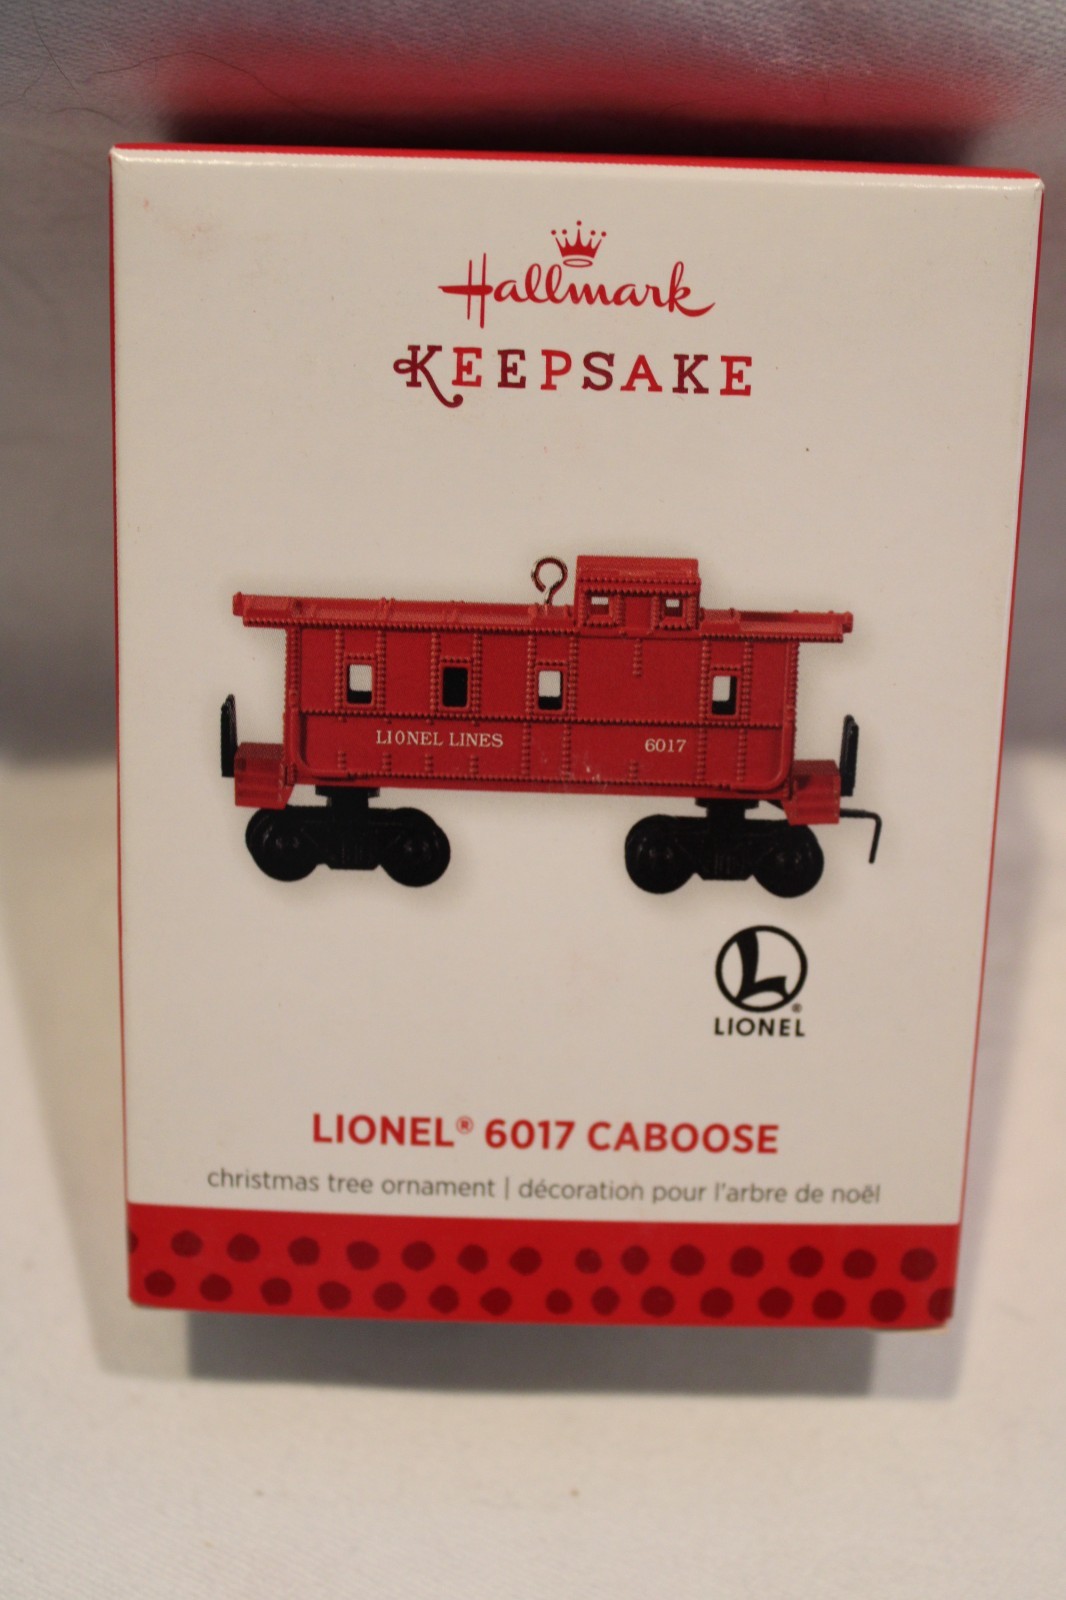 Hallmark
KEEPSAKE
LIONEL LINES 6017
L
®
LIONEL
LIONEL® 6017 CABOOSE
christmas tree ornament | décoration pour l'arbre de noël